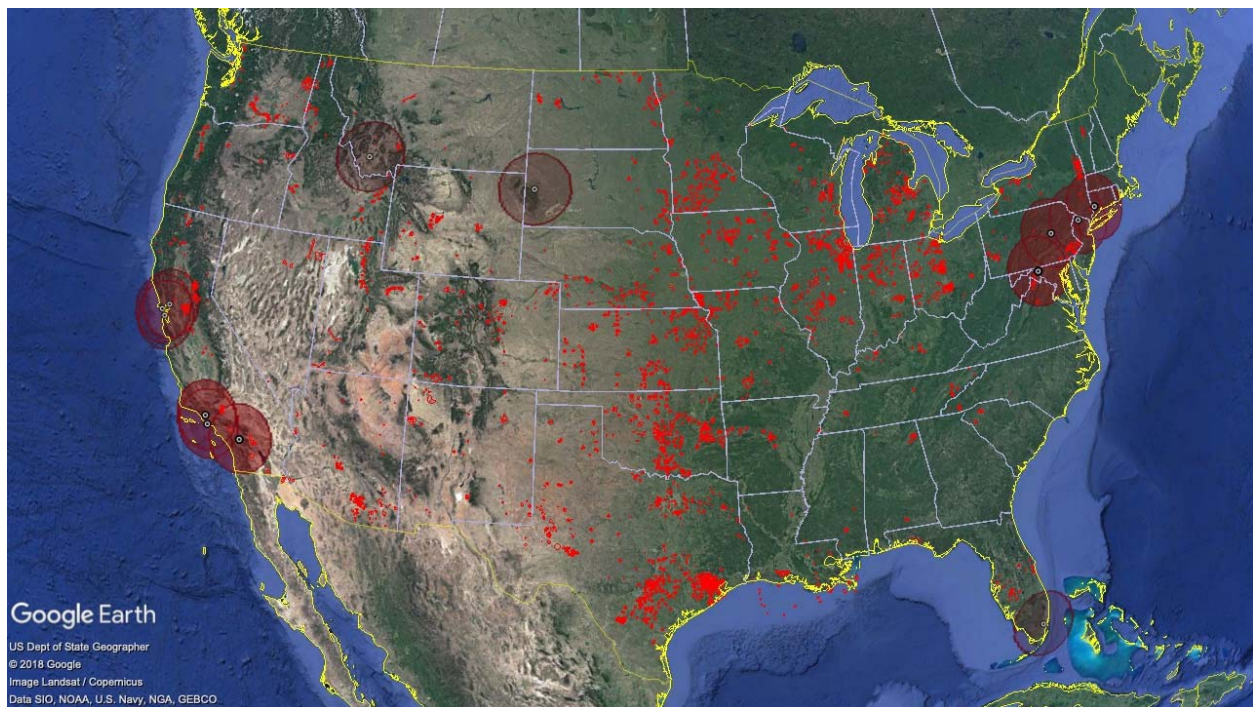 Google Earth
US Dept of State Geographer
© 2018 Google
Image Landsat / Copernicus
Data SIO, NOAA, U.S. Navy, NGA, GEBCO